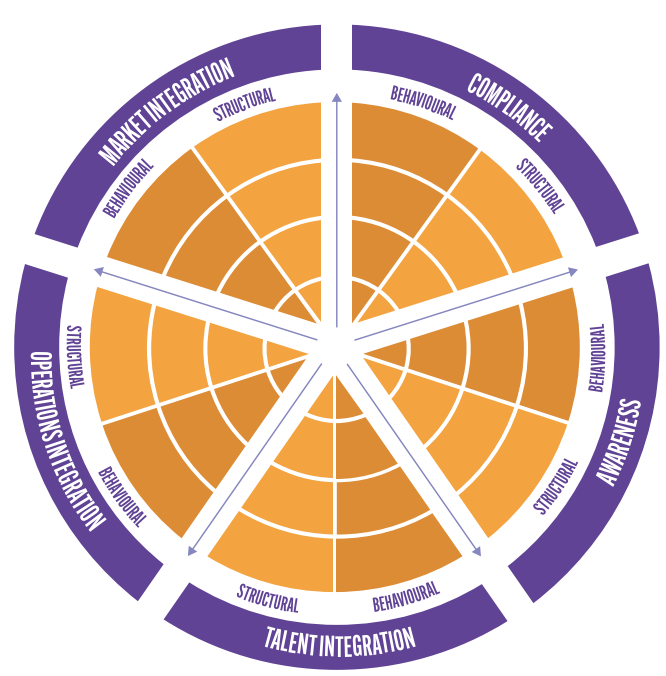 MARKET INTEGRATION
STRUCTURAL
BEHAVIOURAL
COMPLIANCE
BEHAVIOURAL
STRUCTURAL
AWARENESS
BEHAVIOURAL
STRUCTURAL
TALENT INTEGRATION
BEHAVIOURAL
STRUCTURAL
OPERATIONS INTEGRATION
BEHAVIOURAL
STRUCTURAL